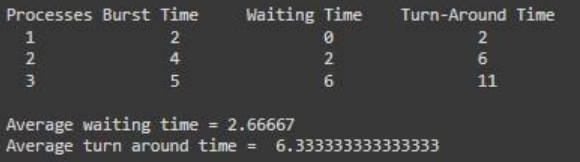 Processes Burst Time Waiting Time Turn-Around Time
1 2 0 2
2 4 2 6
3 5 6 11
Average waiting time = 2.66667
Average turn around time = 6.333333333333333